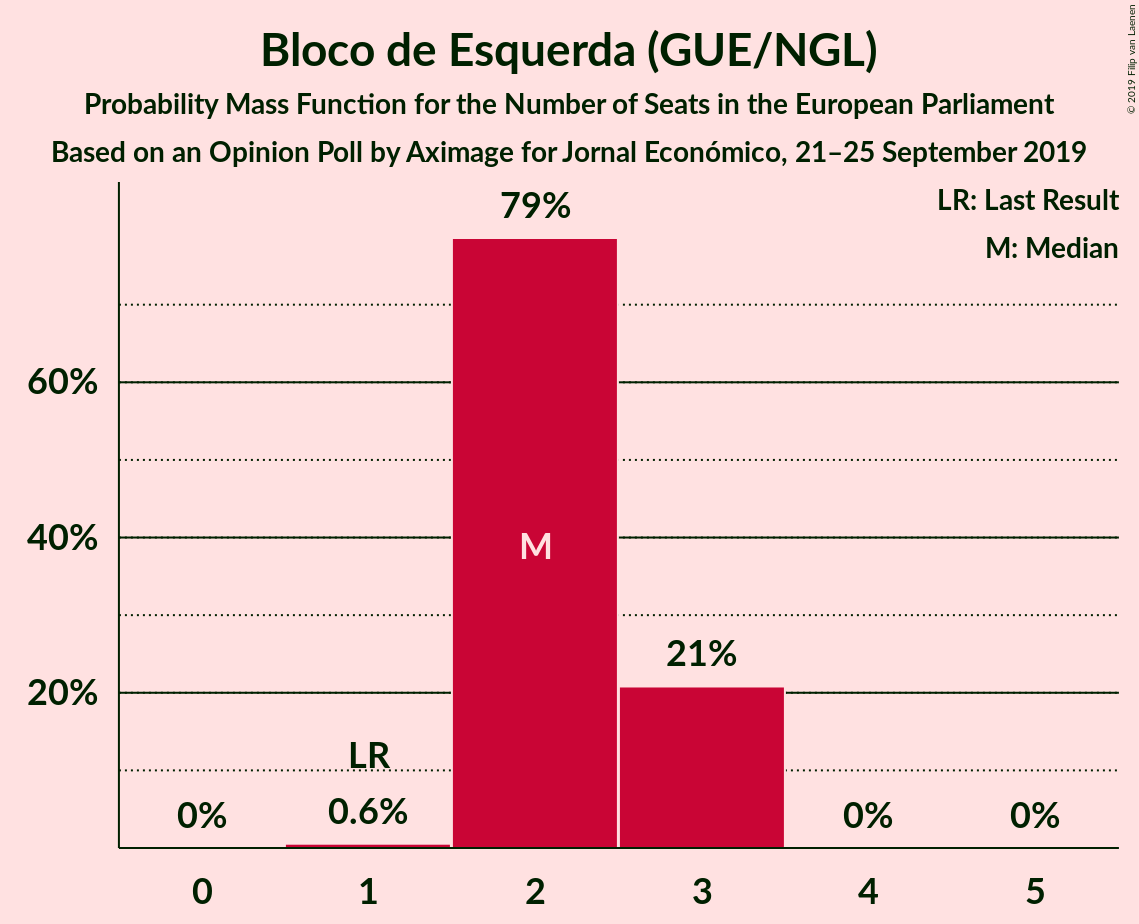 Bloco de Esquerda (GUE/NGL)
Probability Mass Function for the Number of Seats in the European Parliament
Based on an Opinion Poll by Aximage for Jornal Económico, 21–25 September 2019
© 2019 Filip van Laenen
LR: Last Result
M: Median
79%
60%
40%
M
21%
20%
LR
0% 0.6% 0% 0%
0 1 2 3 4 5